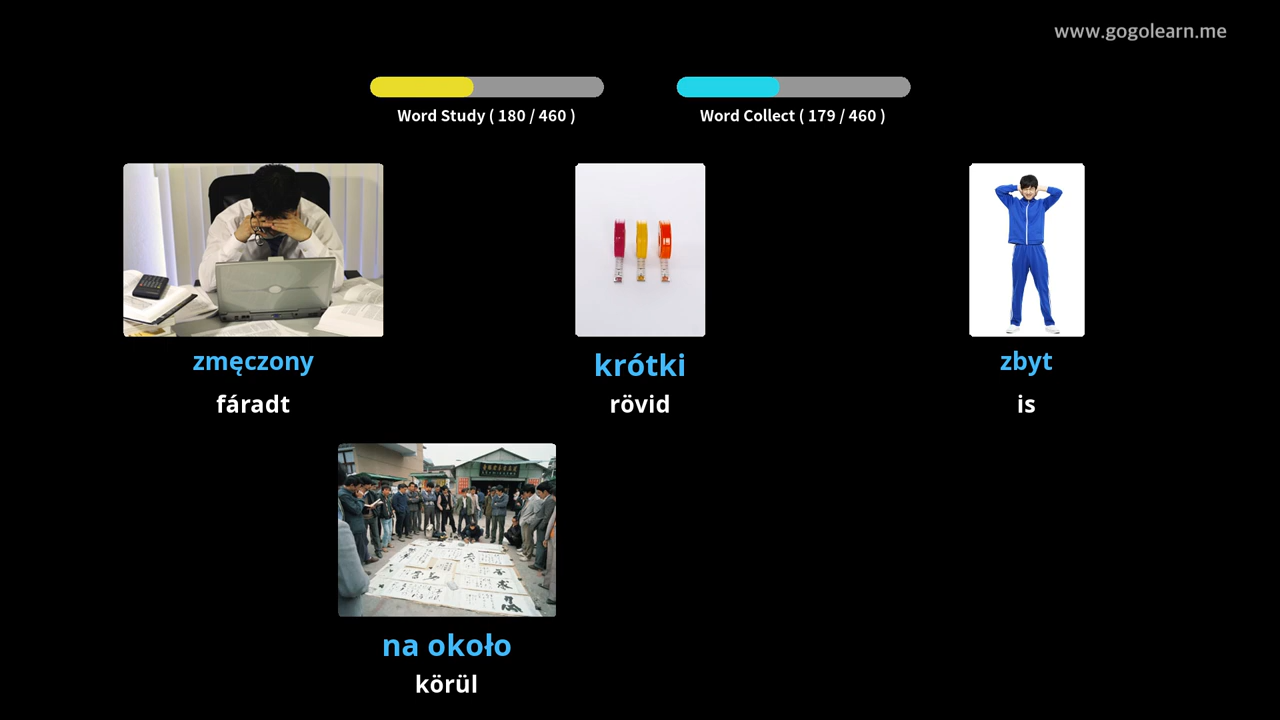 www.gogolearn.me
Word Study ( 180 / 460 )
Word Collect ( 179 / 460 )
zmęczony
fáradt
krótki
rövid
zbyt
is
na około
körül